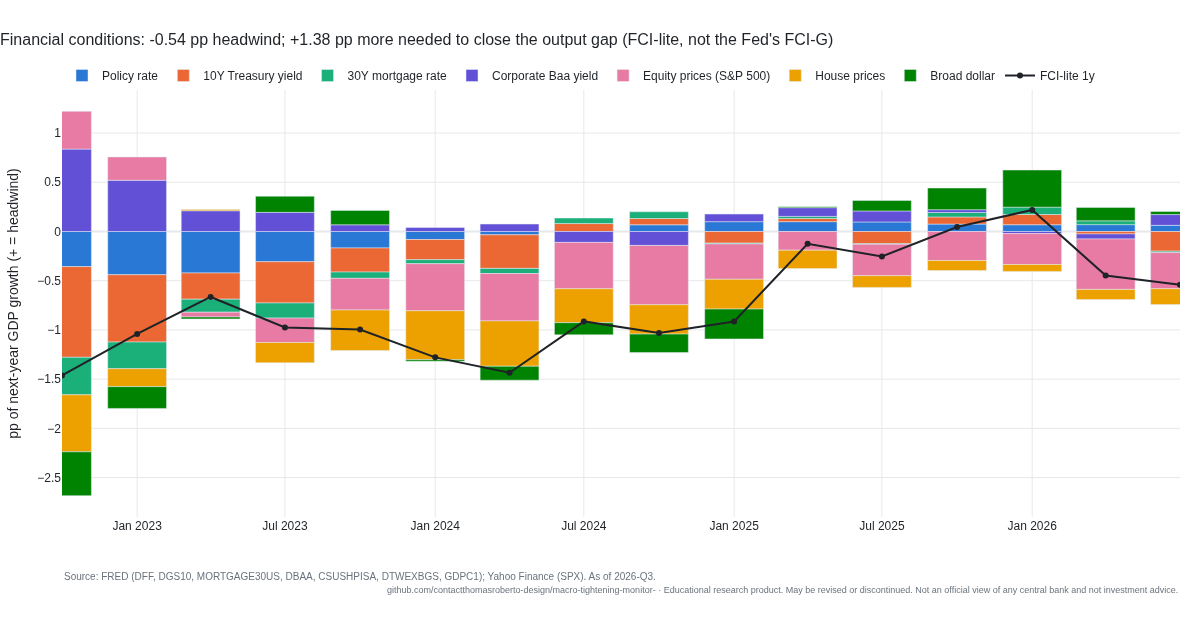 Financial conditions: -0.54 pp headwind; +1.38 pp more needed to close the output gap (FCI-lite, not the Fed's FCI-G)
Policy rate 10Y Treasury yield 30Y mortgage rate Corporate Baa yield Equity prices (S&P 500) House prices Broad dollar FCI-lite 1y
pp of next-year GDP growth (+ = headwind)
1
0.5
0
−0.5
−1
−1.5
−2
−2.5
Jan 2023 Jul 2023 Jan 2024 Jul 2024 Jan 2025 Jul 2025 Jan 2026
Source: FRED (DFF, DGS10, MORTGAGE30US, DBAA, CSUSHPISA, DTWEXBGS, GDPC1); Yahoo Finance (SPX). As of 2026-Q3.
github.com/contactthomasroberto-design/macro-tightening-monitor- · Educational research product. May be revised or discontinued. Not an official view of any central bank and not investment advice.